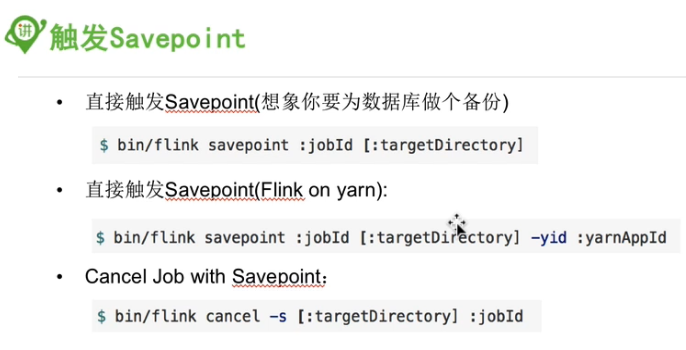 讲
触发Savepoint
• 直接触发Savepoint(想象你要为数据库做个备份)
$ bin/flink savepoint :jobId [:targetDirectory]
• 直接触发Savepoint(Flink on yarn):
$ bin/flink savepoint :jobId [:targetDirectory] -yid :yarnAppId
• Cancel Job with Savepoint：
$ bin/flink cancel -s [:targetDirectory] :jobId